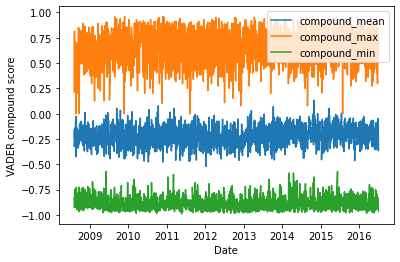 compound_mean
compound_max
compound_min
VADER compound score
1.00
0.75
0.50
0.25
0.00
−0.25
−0.50
−0.75
−1.00
2009 2010 2011 2012 2013 2014 2015 2016
Date